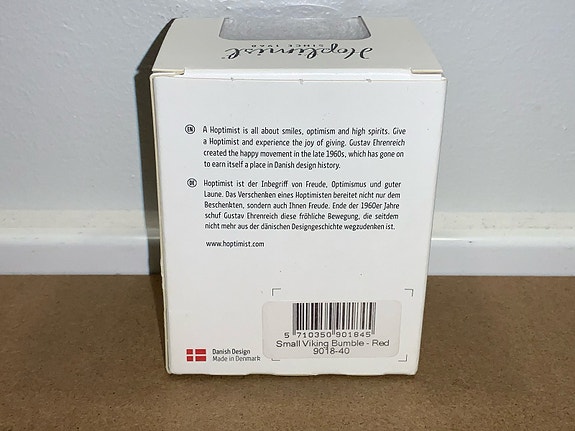 Hoptimist
SINCE 1968
EN A Hoptimist is all about smiles, optimism and high spirits. Give
a Hoptimist and experience the joy of giving. Gustav Ehrenreich
created the happy movement in the late 1960s, which has gone on
to earn itself a place in Danish design history.
DE Hoptimist ist der Inbegriff von Freude, Optimismus und guter
Laune. Das Verschenken eines Hoptimisten bereitet nicht nur dem
Beschenkten, sondern auch Ihnen Freude. Ende der 1960er Jahre
schuf Gustav Ehrenreich diese fröhliche Bewegung, die seitdem
nicht mehr aus der dänischen Designgeschichte wegzudenken ist.
www.hoptimist.com
5 710350 901845
Small Viking Bumble - Red
9018-40
Danish Design
Made in Denmark